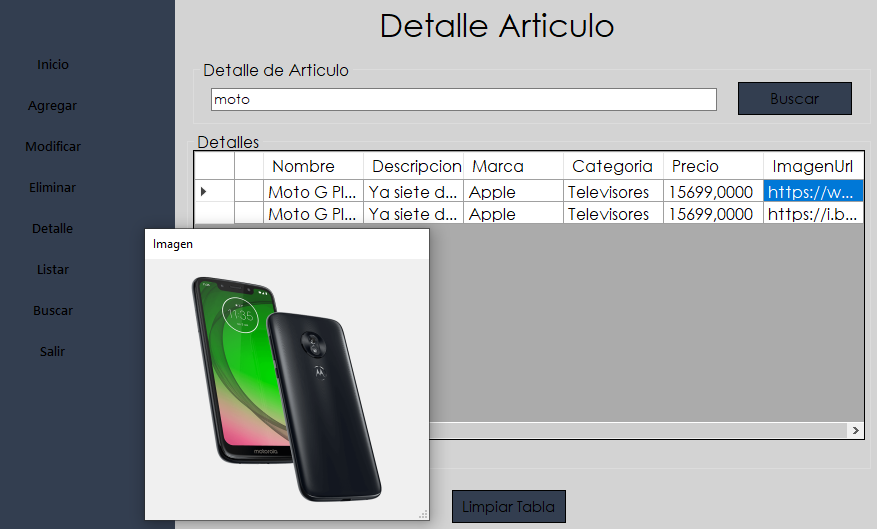 Detalle Articulo
Inicio
Agregar
Modificar
Eliminar
Detalle
Listar
Buscar
Salir
Detalle de Articulo
moto
Buscar
Detalles
Nombre Descripcion Marca Categoria Precio ImagenUrl
Moto G Pl... Ya siete d... Apple Televisores 15699,0000 https://w...
Moto G Pl... Ya siete d... Apple Televisores 15699,0000 https://i.b...
Imagen
11:35
motorola
Limpiar Tabla